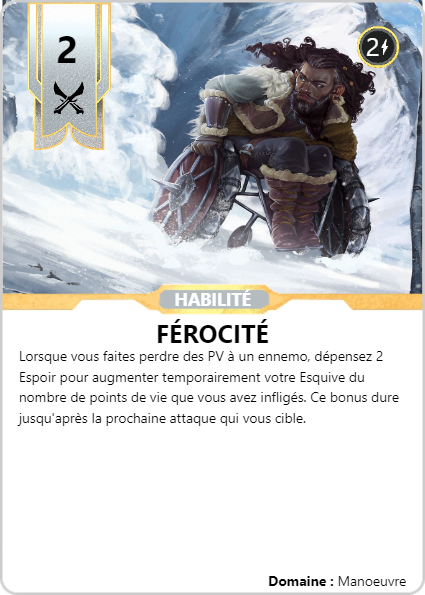 2
2
HABILITÉ
FÉROCITÉ
Lorsque vous faites perdre des PV à un ennemo, dépensez 2
Espoir pour augmenter temporairement votre Esquive du
nombre de points de vie que vous avez infligés. Ce bonus dure
jusqu'après la prochaine attaque qui vous cible.
Domaine : Manoeuvre